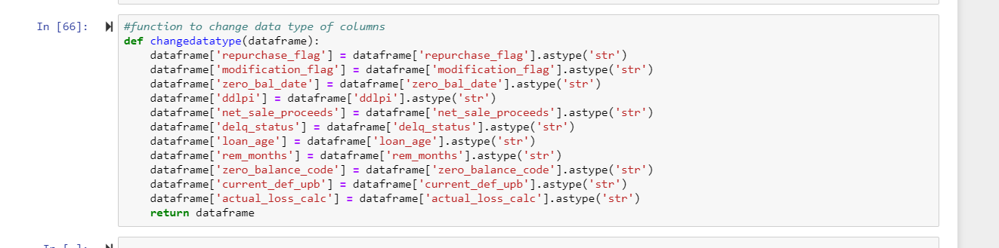 In [66]:
#function to change data type of columns
def changedatatype(dataframe):
    dataframe['repurchase_flag'] = dataframe['repurchase_flag'].astype('str')
    dataframe['modification_flag'] = dataframe['modification_flag'].astype('str')
    dataframe['zero_bal_date'] = dataframe['zero_bal_date'].astype('str')
    dataframe['ddlpi'] = dataframe['ddlpi'].astype('str')
    dataframe['net_sale_proceeds'] = dataframe['net_sale_proceeds'].astype('str')
    dataframe['delq_status'] = dataframe['delq_status'].astype('str')
    dataframe['loan_age'] = dataframe['loan_age'].astype('str')
    dataframe['rem_months'] = dataframe['rem_months'].astype('str')
    dataframe['zero_balance_code'] = dataframe['zero_balance_code'].astype('str')
    dataframe['current_def_upb'] = dataframe['current_def_upb'].astype('str')
    dataframe['actual_loss_calc'] = dataframe['actual_loss_calc'].astype('str')
    return dataframe
In [ ]: